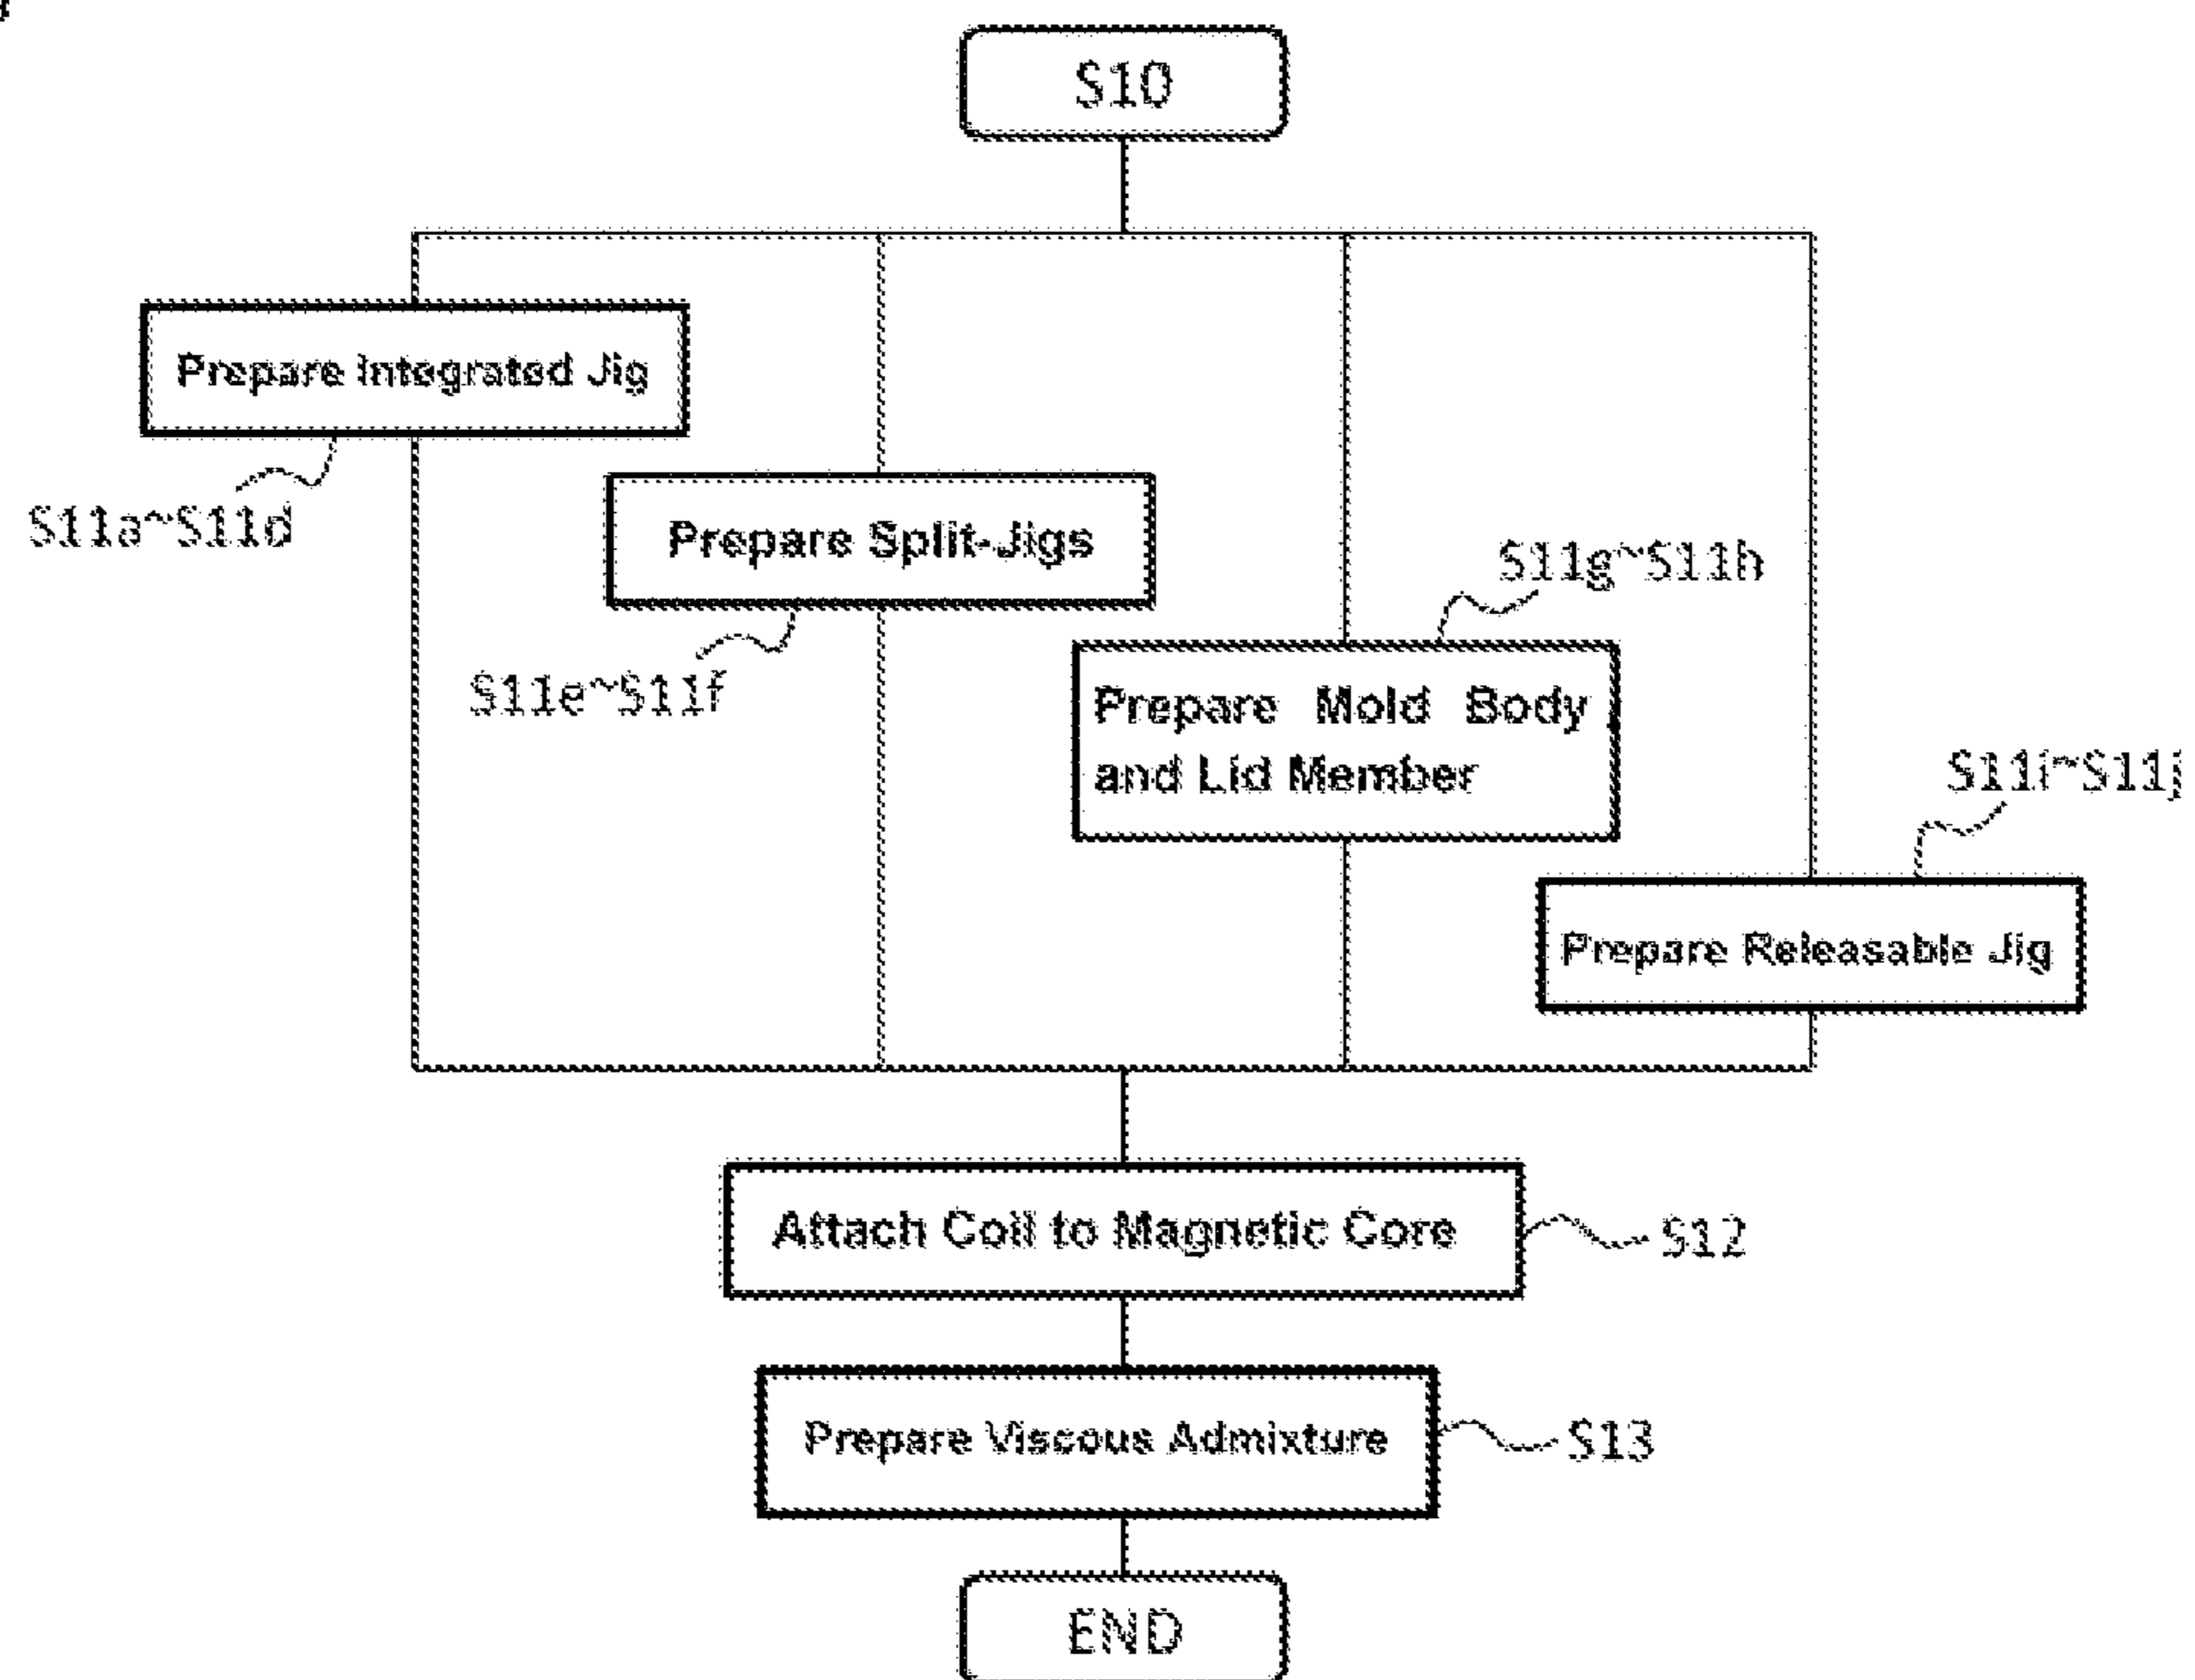 S10
Prepare Integrated Jig
S11a~S11d
Prepare Split-Jigs
S11e~S11f
S11g~S11h
Prepare Mold Body
and Lid Member
S11i~S11j
Prepare Releasable Jig
Attach Coil to Magnetic Core
S12
Prepare Viscous Admixture
S13
END